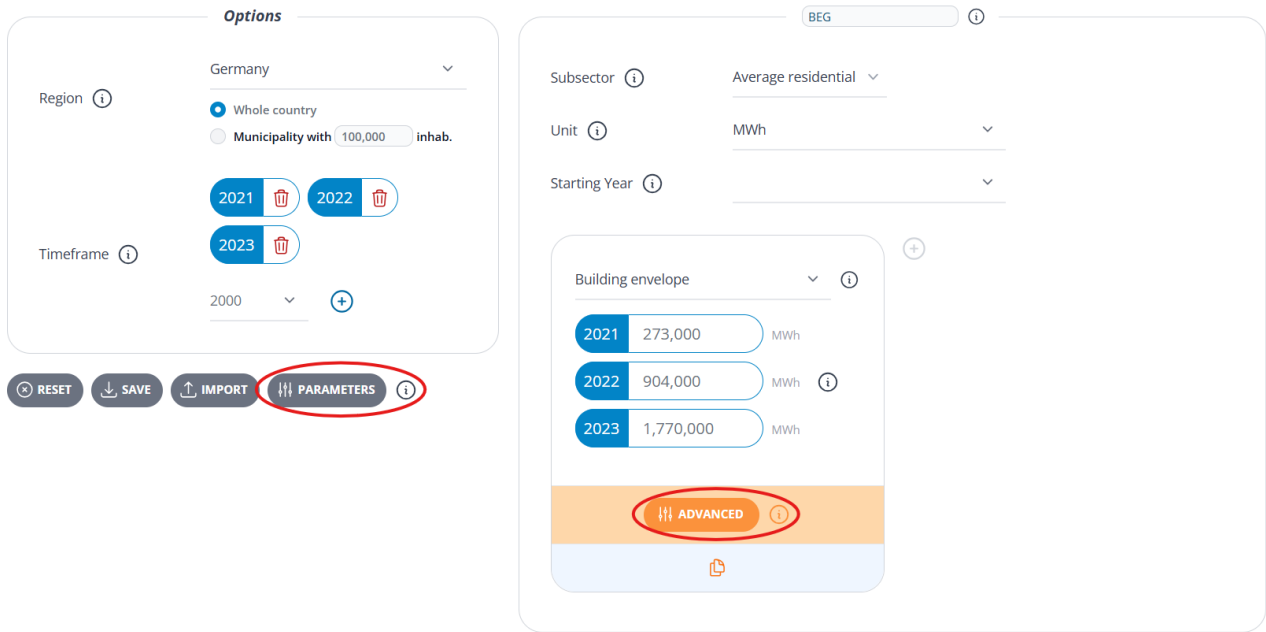 Options
Region
Germany
Whole country
Municipality with 100,000 inhab.
Timeframe
2021 2022
2023
2000
RESET SAVE IMPORT PARAMETERS
BEG
Subsector Average residential
Unit MWh
Starting Year
Building envelope
2021 273,000 MWh
2022 904,000 MWh
2023 1,770,000 MWh
ADVANCED